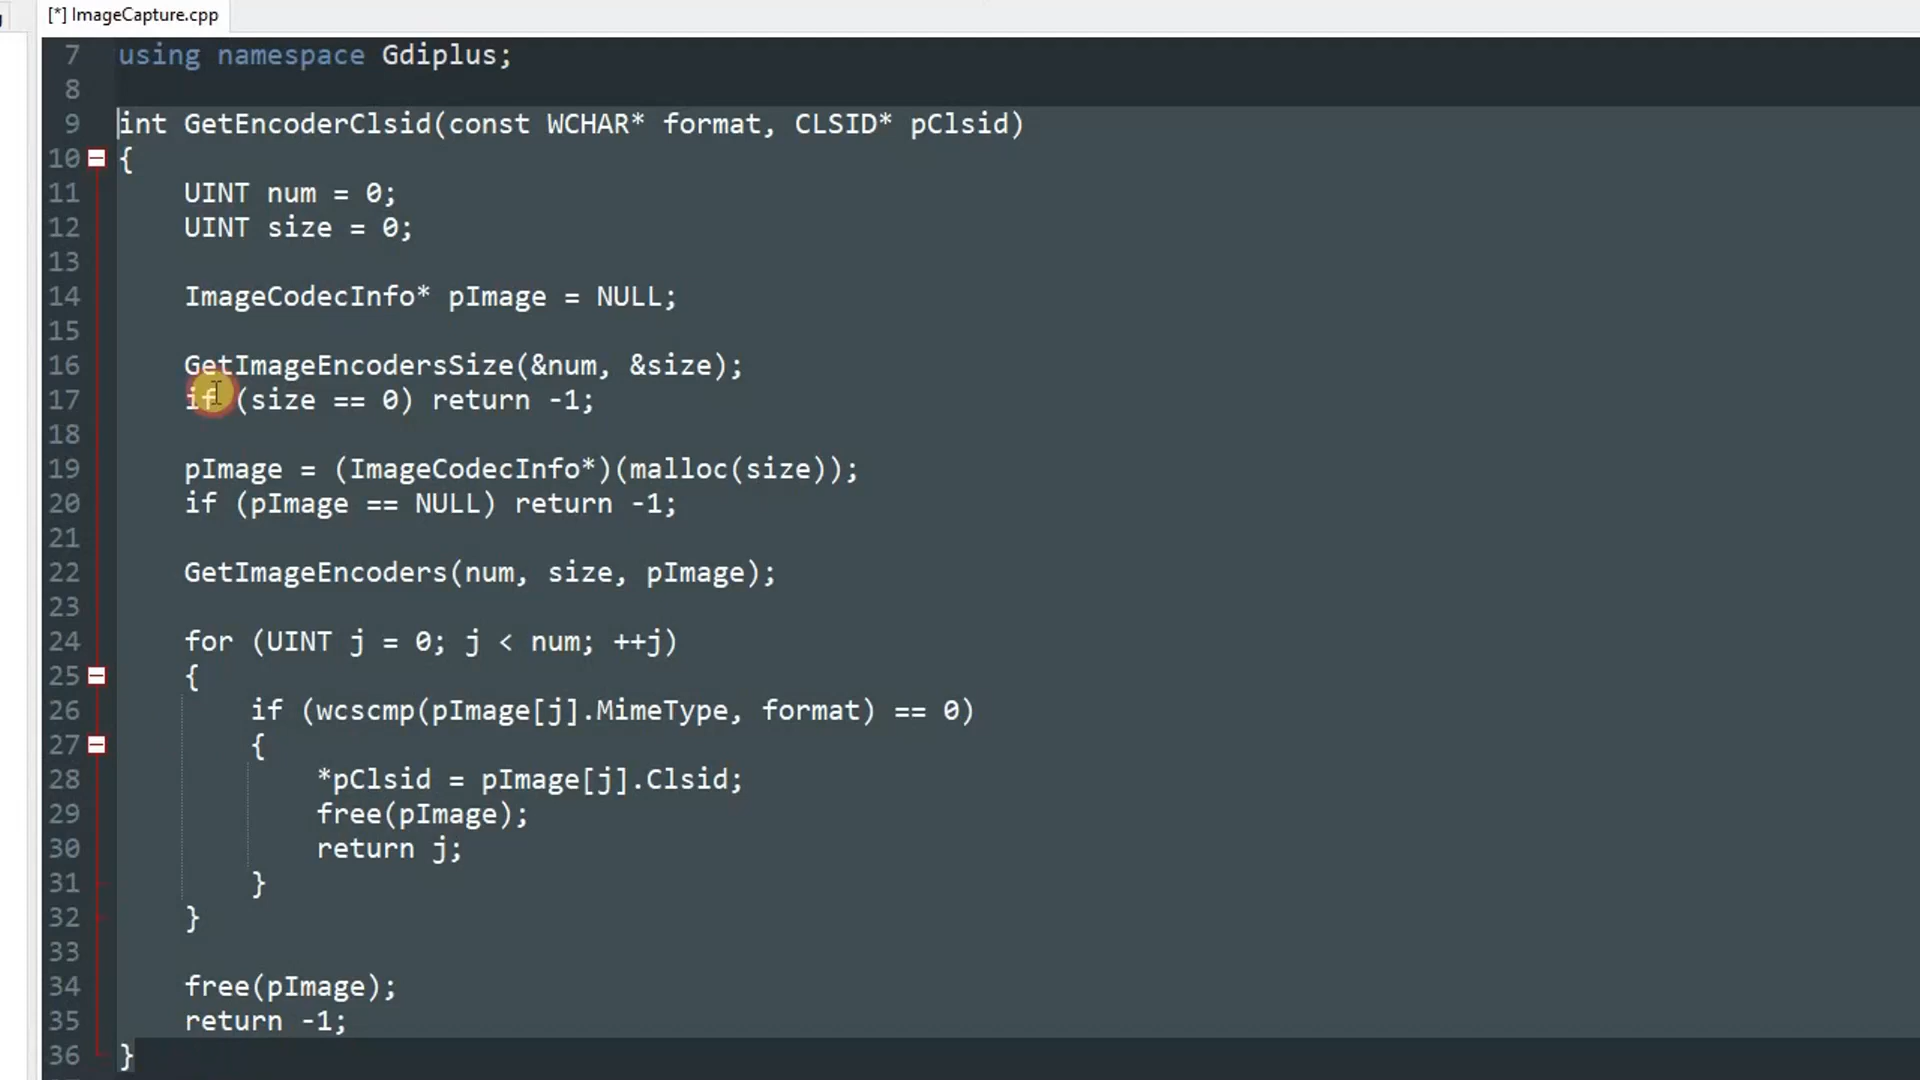 [*] ImageCapture.cpp
7 using namespace Gdiplus;
8
9 int GetEncoderClsid(const WCHAR* format, CLSID* pClsid)
10 {
11 UINT num = 0;
12 UINT size = 0;
13
14 ImageCodecInfo* pImage = NULL;
15
16 GetImageEncodersSize(&num, &size);
17 if (size == 0) return -1;
18
19 pImage = (ImageCodecInfo*)(malloc(size));
20 if (pImage == NULL) return -1;
21
22 GetImageEncoders(num, size, pImage);
23
24 for (UINT j = 0; j < num; ++j)
25 {
26 if (wcscmp(pImage[j].MimeType, format) == 0)
27 {
28 *pClsid = pImage[j].Clsid;
29 free(pImage);
30 return j;
31 }
32 }
33
34 free(pImage);
35 return -1;
36 }